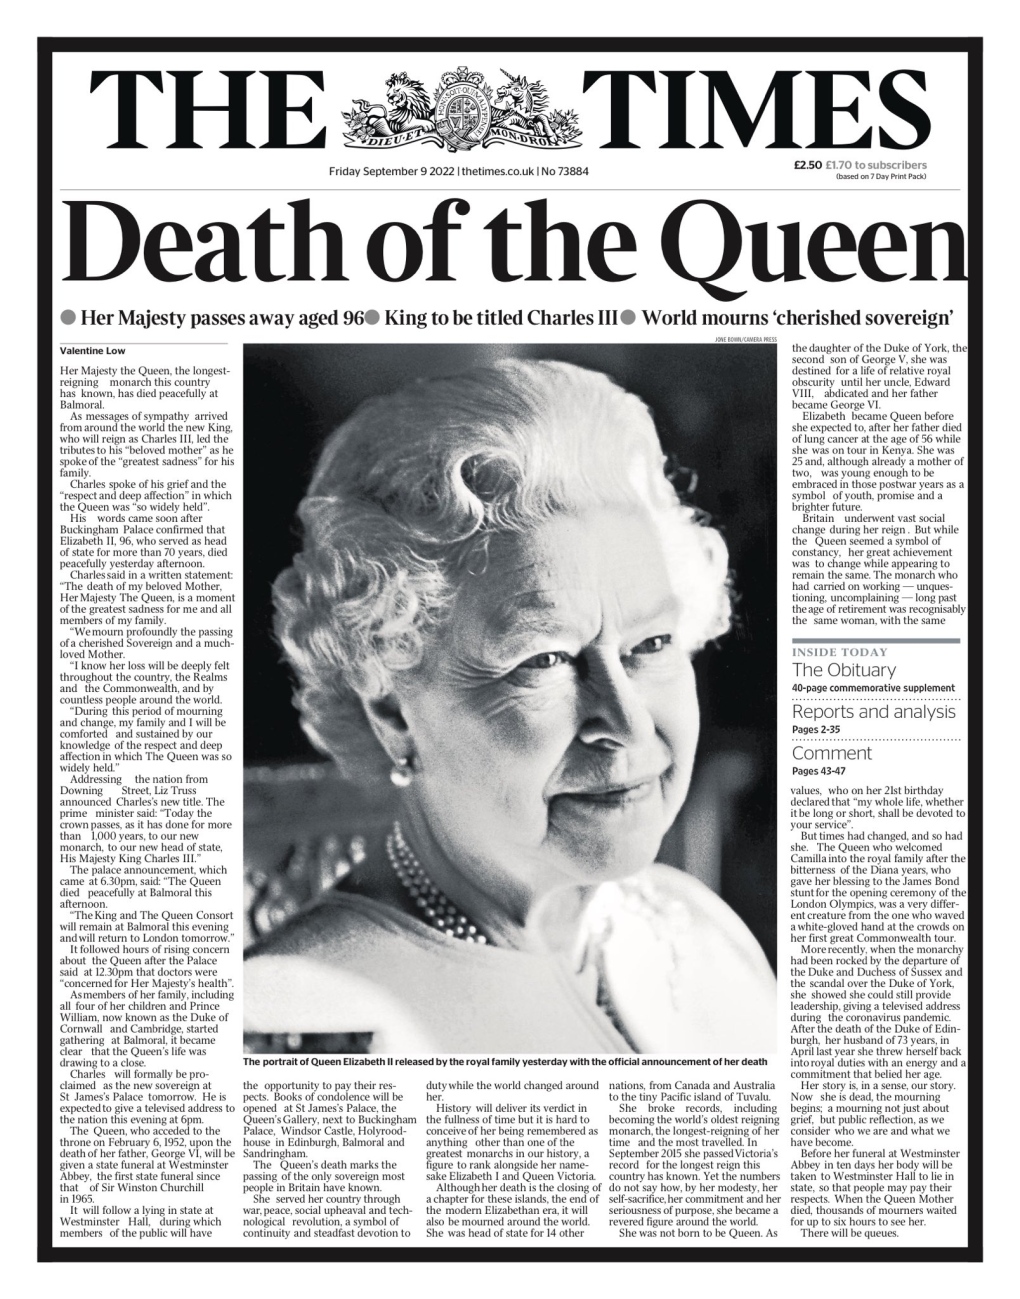 THE TIMES
DIEU·ET MON·DROIT
Friday September 9 2022 | thetimes.co.uk | No 73884
£2.50 £1.70 to subscribers
(based on 7 Day Print Pack)
Death of the Queen
● Her Majesty passes away aged 96● King to be titled Charles III● World mourns ‘cherished sovereign’
Valentine Low
Her Majesty the Queen, the longest-
reigning monarch this country
has known, has died peacefully at
Balmoral.
As messages of sympathy arrived
from around the world the new King,
who will reign as Charles III, led the
tributes to his “beloved mother” as he
spoke of the “greatest sadness” for his
family.
Charles spoke of his grief and the
“respect and deep affection” in which
the Queen was “so widely held”.
His words came soon after
Buckingham Palace confirmed that
Elizabeth II, 96, who served as head
of state for more than 70 years, died
peacefully yesterday afternoon.
Charles said in a written statement:
“The death of my beloved Mother,
Her Majesty The Queen, is a moment
of the greatest sadness for me and all
members of my family.
“We mourn profoundly the passing
of a cherished Sovereign and a much-
loved Mother.
“I know her loss will be deeply felt
throughout the country, the Realms
and the Commonwealth, and by
countless people around the world.
“During this period of mourning
and change, my family and I will be
comforted and sustained by our
knowledge of the respect and deep
affection in which The Queen was so
widely held.”
Addressing the nation from
Downing Street, Liz Truss
announced Charles’s new title. The
prime minister said: “Today the
crown passes, as it has done for more
than 1,000 years, to our new
monarch, to our new head of state,
His Majesty King Charles III.”
The palace announcement, which
came at 6.30pm, said: “The Queen
died peacefully at Balmoral this
afternoon.
“The King and The Queen Consort
will remain at Balmoral this evening
and will return to London tomorrow.”
It followed hours of rising concern
about the Queen after the Palace
said at 12.30pm that doctors were
“concerned for Her Majesty’s health”.
As members of her family, including
all four of her children and Prince
William, now known as the Duke of
Cornwall and Cambridge, started
gathering at Balmoral, it became
clear that the Queen’s life was
drawing to a close.
Charles will formally be pro-
claimed as the new sovereign at
St James’s Palace tomorrow. He is
expected to give a televised address to
the nation this evening at 6pm.
The Queen, who acceded to the
throne on February 6, 1952, upon the
death of her father, George VI, will be
given a state funeral at Westminster
Abbey, the first state funeral since
that of Sir Winston Churchill
in 1965.
It will follow a lying in state at
Westminster Hall, during which
members of the public will have
JONE BOWN/CAMERA PRESS
The portrait of Queen Elizabeth II released by the royal family yesterday with the official announcement of her death
the opportunity to pay their res-
pects. Books of condolence will be
opened at St James’s Palace, the
Queen’s Gallery, next to Buckingham
Palace, Windsor Castle, Holyrood-
house in Edinburgh, Balmoral and
Sandringham.
The Queen’s death marks the
passing of the only sovereign most
people in Britain have known.
She served her country through
war, peace, social upheaval and tech-
nological revolution, a symbol of
continuity and steadfast devotion to
duty while the world changed around
her.
History will deliver its verdict in
the fullness of time but it is hard to
conceive of her being remembered as
anything other than one of the
greatest monarchs in our history, a
figure to rank alongside her name-
sake Elizabeth I and Queen Victoria.
Although her death is the closing of
a chapter for these islands, the end of
the modern Elizabethan era, it will
also be mourned around the world.
She was head of state for 14 other
nations, from Canada and Australia
to the tiny Pacific island of Tuvalu.
She broke records, including
becoming the world’s oldest reigning
monarch, the longest-reigning of her
time and the most travelled. In
September 2015 she passed Victoria’s
record for the longest reign this
country has known. Yet the numbers
do not say how, by her modesty, her
self-sacrifice, her commitment and her
seriousness of purpose, she became a
revered figure around the world.
She was not born to be Queen. As
the daughter of the Duke of York, the
second son of George V, she was
destined for a life of relative royal
obscurity until her uncle, Edward
VIII, abdicated and her father
became George VI.
Elizabeth became Queen before
she expected to, after her father died
of lung cancer at the age of 56 while
she was on tour in Kenya. She was
25 and, although already a mother of
two, was young enough to be
embraced in those postwar years as a
symbol of youth, promise and a
brighter future.
Britain underwent vast social
change during her reign . But while
the Queen seemed a symbol of
constancy, her great achievement
was to change while appearing to
remain the same. The monarch who
had carried on working — unques-
tioning, uncomplaining — long past
the age of retirement was recognisably
the same woman, with the same
INSIDE TODAY
The Obituary
40-page commemorative supplement
Reports and analysis
Pages 2-35
Comment
Pages 43-47
values, who on her 21st birthday
declared that “my whole life, whether
it be long or short, shall be devoted to
your service”.
But times had changed, and so had
she. The Queen who welcomed
Camilla into the royal family after the
bitterness of the Diana years, who
gave her blessing to the James Bond
stunt for the opening ceremony of the
London Olympics, was a very differ-
ent creature from the one who waved
a white-gloved hand at the crowds on
her first great Commonwealth tour.
More recently, when the monarchy
had been rocked by the departure of
the Duke and Duchess of Sussex and
the scandal over the Duke of York,
she showed she could still provide
leadership, giving a televised address
during the coronavirus pandemic.
After the death of the Duke of Edin-
burgh, her husband of 73 years, in
April last year she threw herself back
into royal duties with an energy and a
commitment that belied her age.
Her story is, in a sense, our story.
Now she is dead, the mourning
begins; a mourning not just about
grief, but public reflection, as we
consider who we are and what we
have become.
Before her funeral at Westminster
Abbey in ten days her body will be
taken to Westminster Hall to lie in
state, so that people may pay their
respects. When the Queen Mother
died, thousands of mourners waited
for up to six hours to see her.
There will be queues.